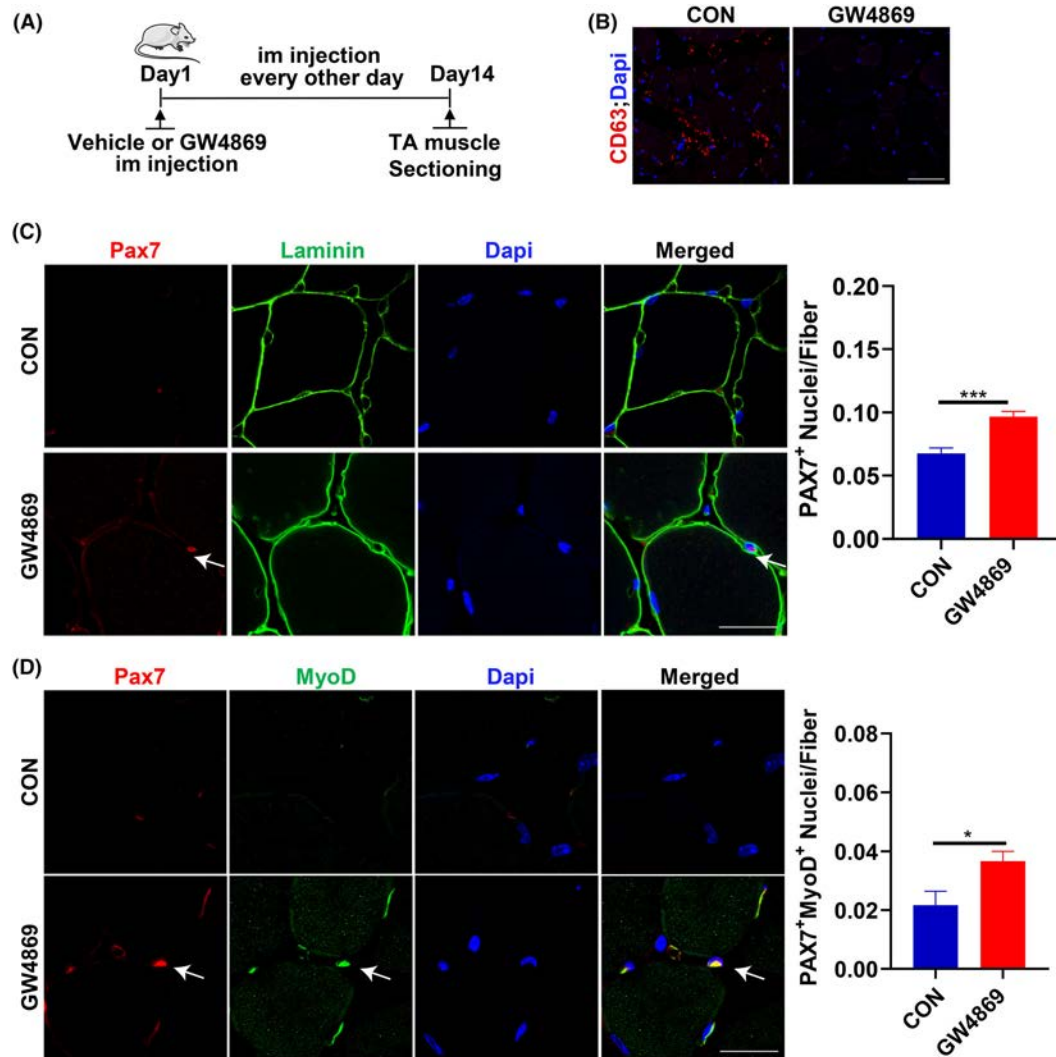 (A)
Day1
im injection
every other day
Day14
Vehicle or GW4869
im injection
TA muscle
Sectioning
(B)
CON
GW4869
CD63;Dapi
(C)
Pax7
Laminin
Dapi
Merged
CON
GW4869
PAX7+ Nuclei/Fiber
0.20
0.15
0.10
0.05
0.00
***
CON
GW4869
(D)
Pax7
MyoD
Dapi
Merged
CON
GW4869
PAX7+MyoD+ Nuclei/Fiber
0.08
0.06
0.04
0.02
0.00
*
CON
GW4869